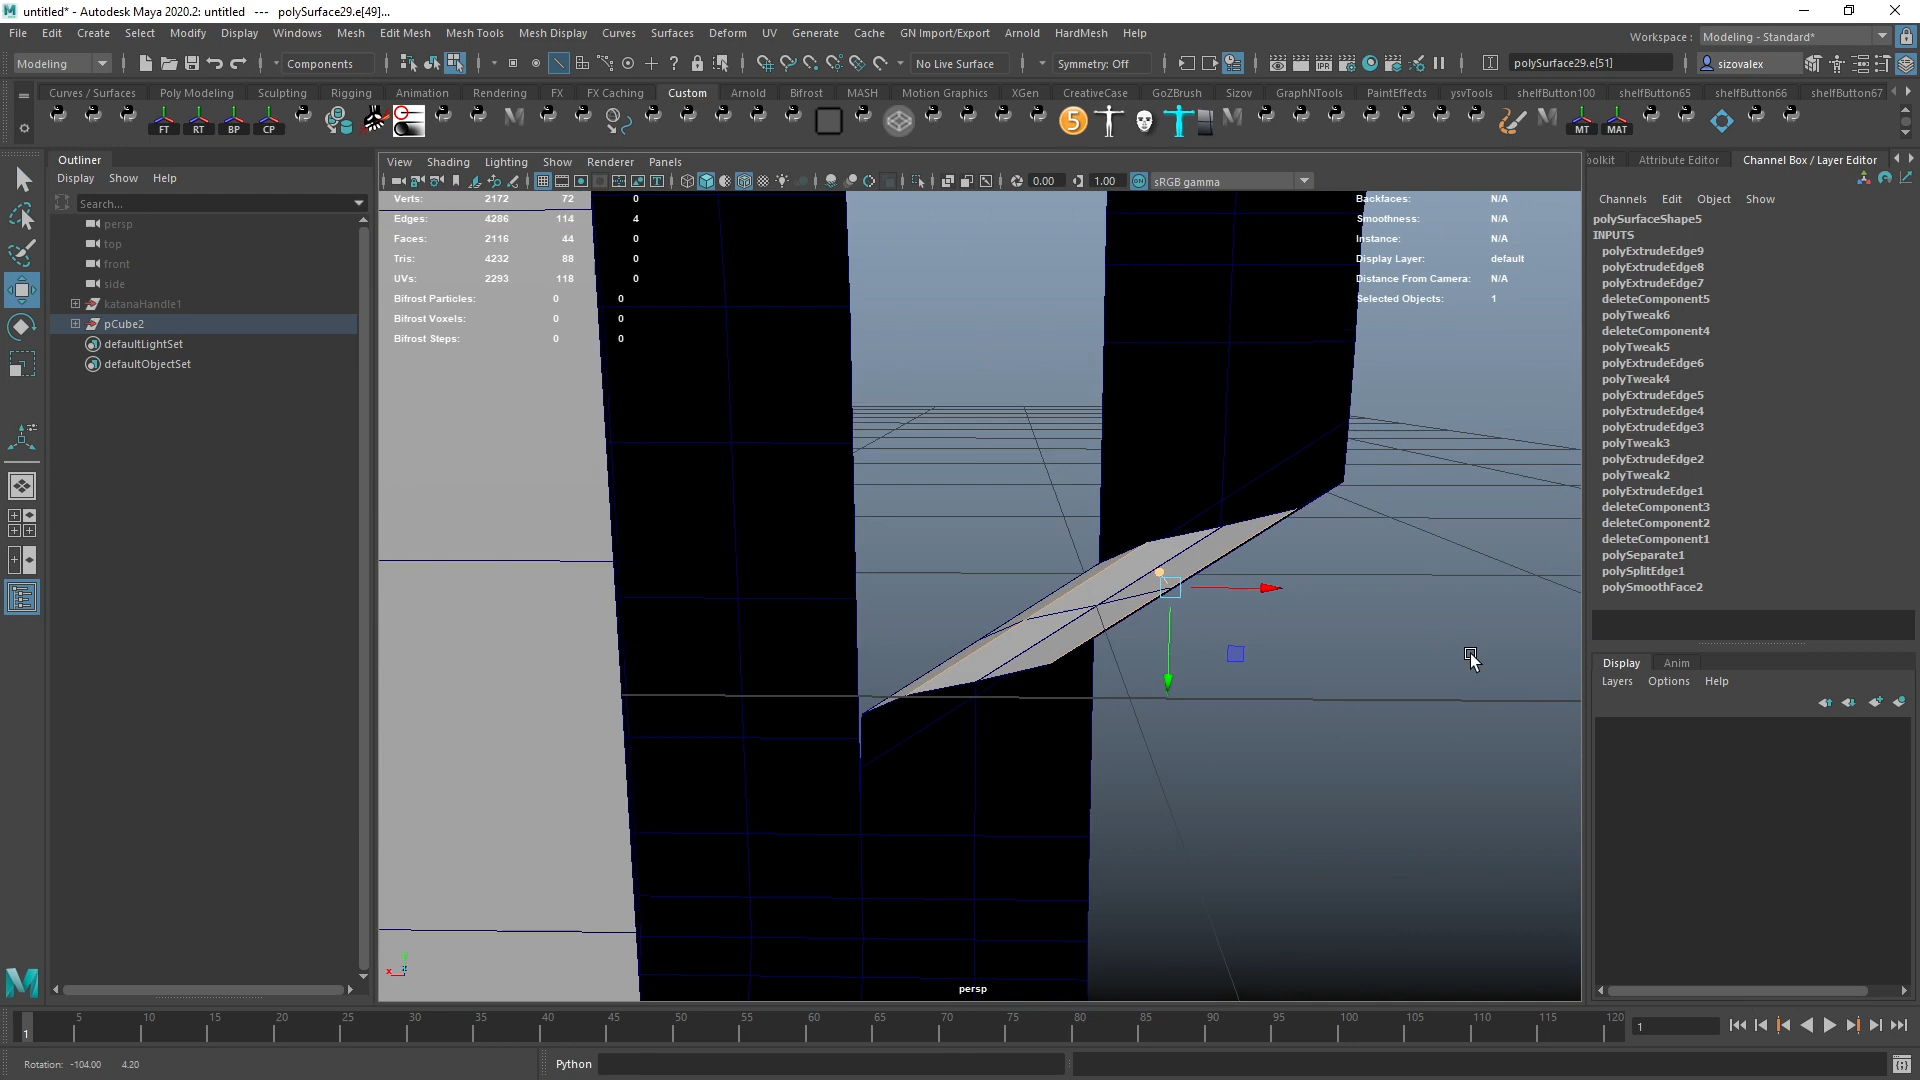 untitled* - Autodesk Maya 2020.2: untitled --- polySurface29.e[49]...
File Edit Create Select Modify Display Windows Mesh Edit Mesh Mesh Tools Mesh Display Curves Surfaces Deform UV Generate Cache GN Import/Export Arnold HardMesh Help
Workspace : Modeling - Standard*
Modeling Components No Live Surface Symmetry: Off polySurface29.e[51] sizovalex
Curves / Surfaces Poly Modeling Sculpting Rigging Animation Rendering FX FX Caching Custom Arnold Bifrost MASH Motion Graphics XGen CreativeCase GoZBrush Sizov GraphNTools PaintEffects ysvTools shelfButton100 shelfButton65 shelfButton66 shelfButton67
FT RT BP CP MT MAT
Outliner
Display Show Help
Search...
persp
top
front
side
katanaHandle1
pCube2
defaultLightSet
defaultObjectSet
View Shading Lighting Show Renderer Panels
0.00 1.00 ON sRGB gamma
Verts: 2172 72 0
Edges: 4286 114 4
Faces: 2116 44 0
Tris: 4232 88 0
UVs: 2293 118 0
Bifrost Particles: 0 0
Bifrost Voxels: 0 0
Bifrost Steps: 0 0
Backfaces: N/A
Smoothness: N/A
Instance: N/A
Display Layer: default
Distance From Camera: N/A
Selected Objects: 1
persp
oolkit Attribute Editor Channel Box / Layer Editor
Channels Edit Object Show
polySurfaceShape5
INPUTS
polyExtrudeEdge9
polyExtrudeEdge8
polyExtrudeEdge7
deleteComponent5
polyTweak6
deleteComponent4
polyTweak5
polyExtrudeEdge6
polyTweak4
polyExtrudeEdge5
polyExtrudeEdge4
polyExtrudeEdge3
polyTweak3
polyExtrudeEdge2
polyTweak2
polyExtrudeEdge1
deleteComponent3
deleteComponent2
deleteComponent1
polySeparate1
polySplitEdge1
polySmoothFace2
Display Anim
Layers Options Help
1 5 10 15 20 25 30 35 40 45 50 55 60 65 70 75 80 85 90 95 100 105 110 115 120
1
Rotation: -104.00 4.20
Python